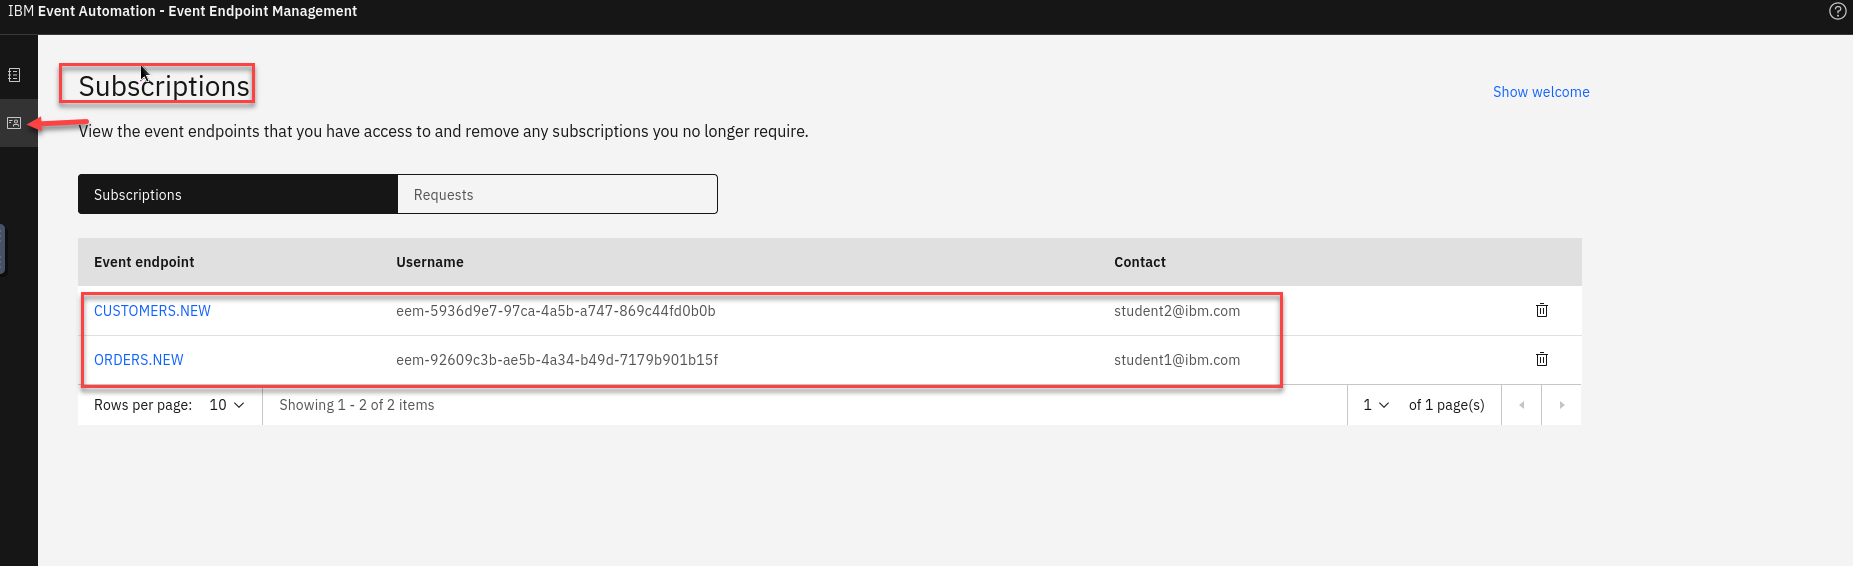 IBM Event Automation - Event Endpoint Management
Subscriptions
Show welcome
View the event endpoints that you have access to and remove any subscriptions you no longer require.
Subscriptions Requests
Event endpoint Username Contact
CUSTOMERS.NEW eem-5936d9e7-97ca-4a5b-a747-869c44fd0b0b student2@ibm.com
ORDERS.NEW eem-92609c3b-ae5b-4a34-b49d-7179b901b15f student1@ibm.com
Rows per page: 10 Showing 1 - 2 of 2 items 1 of 1 page(s)